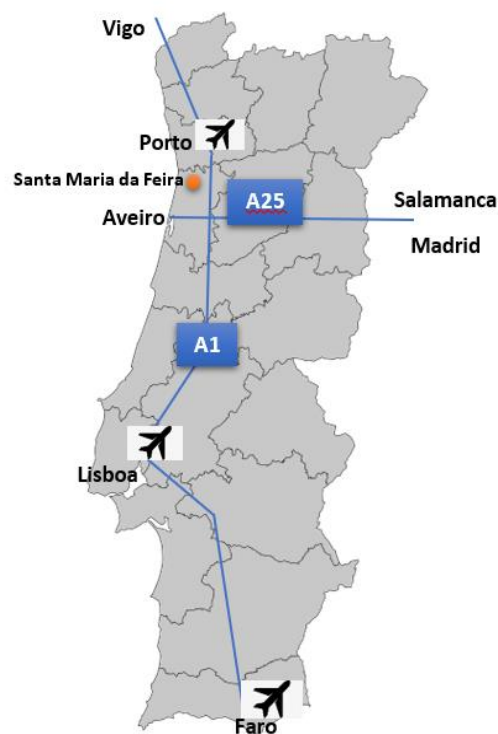 Vigo
Porto
Santa Maria da Feira
A25
Salamanca
Aveiro
Madrid
A1
Lisboa
Faro